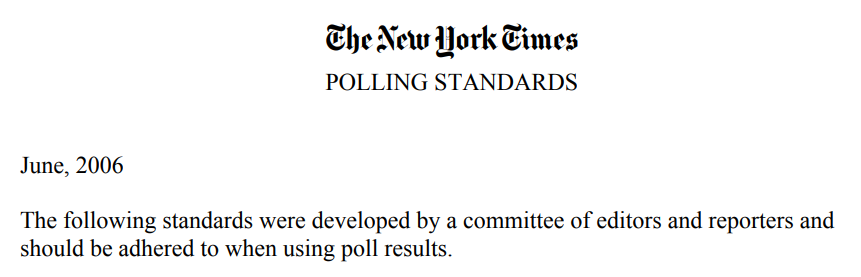 The New York Times
POLLING STANDARDS
June, 2006
The following standards were developed by a committee of editors and reporters and
should be adhered to when using poll results.